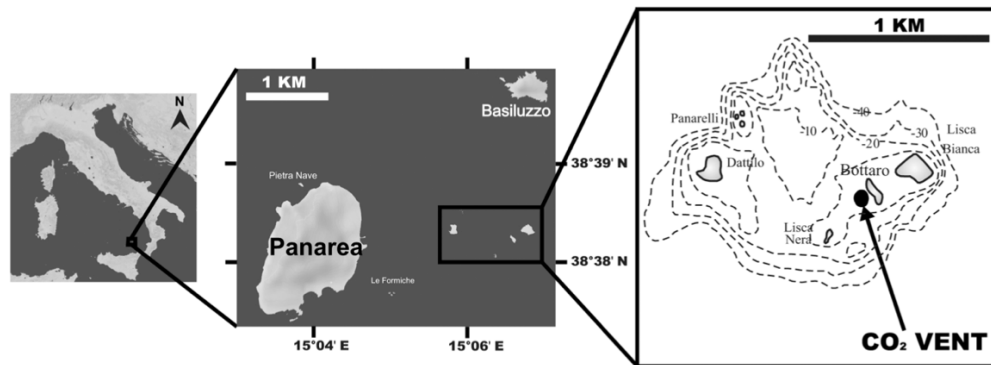 N
1 KM
Basiluzzo
Pietra Nave
Panarea
Le Formiche
38°39' N
38°38' N
15°04' E
15°06' E
1 KM
Panarelli
-40
-10
-30
-20
Lisca
Bianca
Dattilo
Bottaro
Lisca
Nera
CO₂ VENT